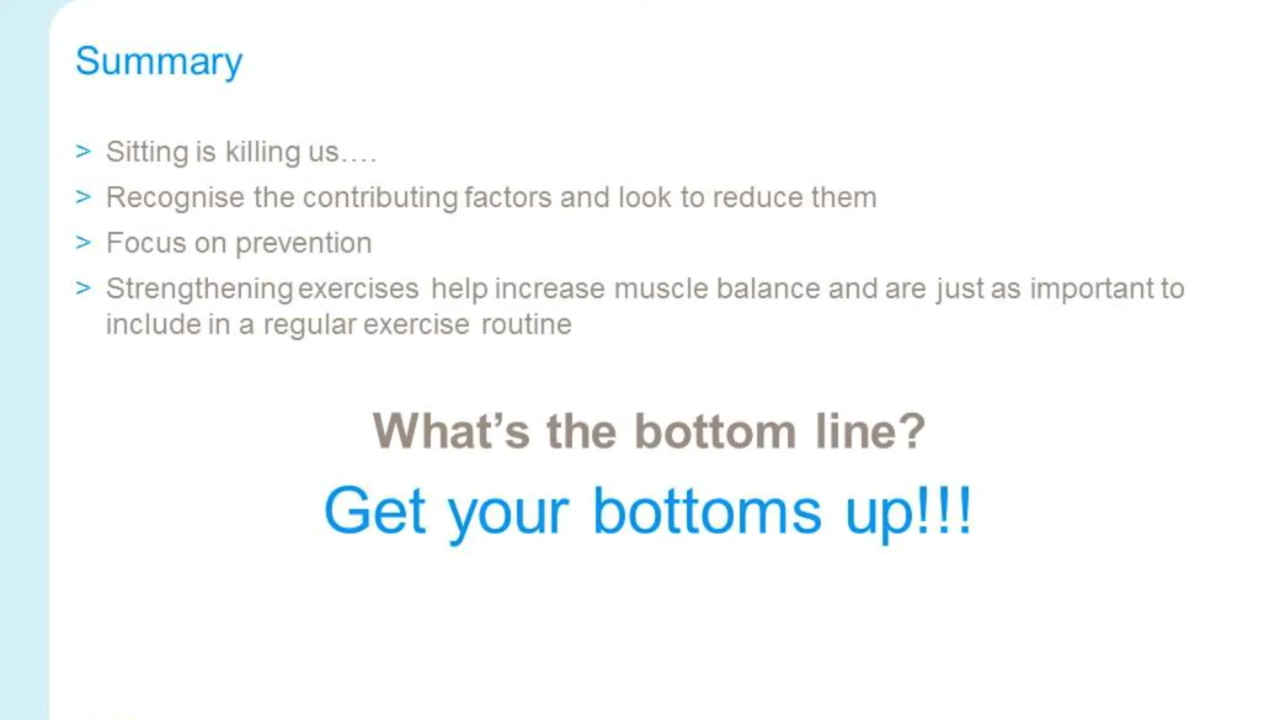 Summary
> Sitting is killing us….
> Recognise the contributing factors and look to reduce them
> Focus on prevention
> Strengthening exercises help increase muscle balance and are just as important to
include in a regular exercise routine
What's the bottom line?
Get your bottoms up!!!